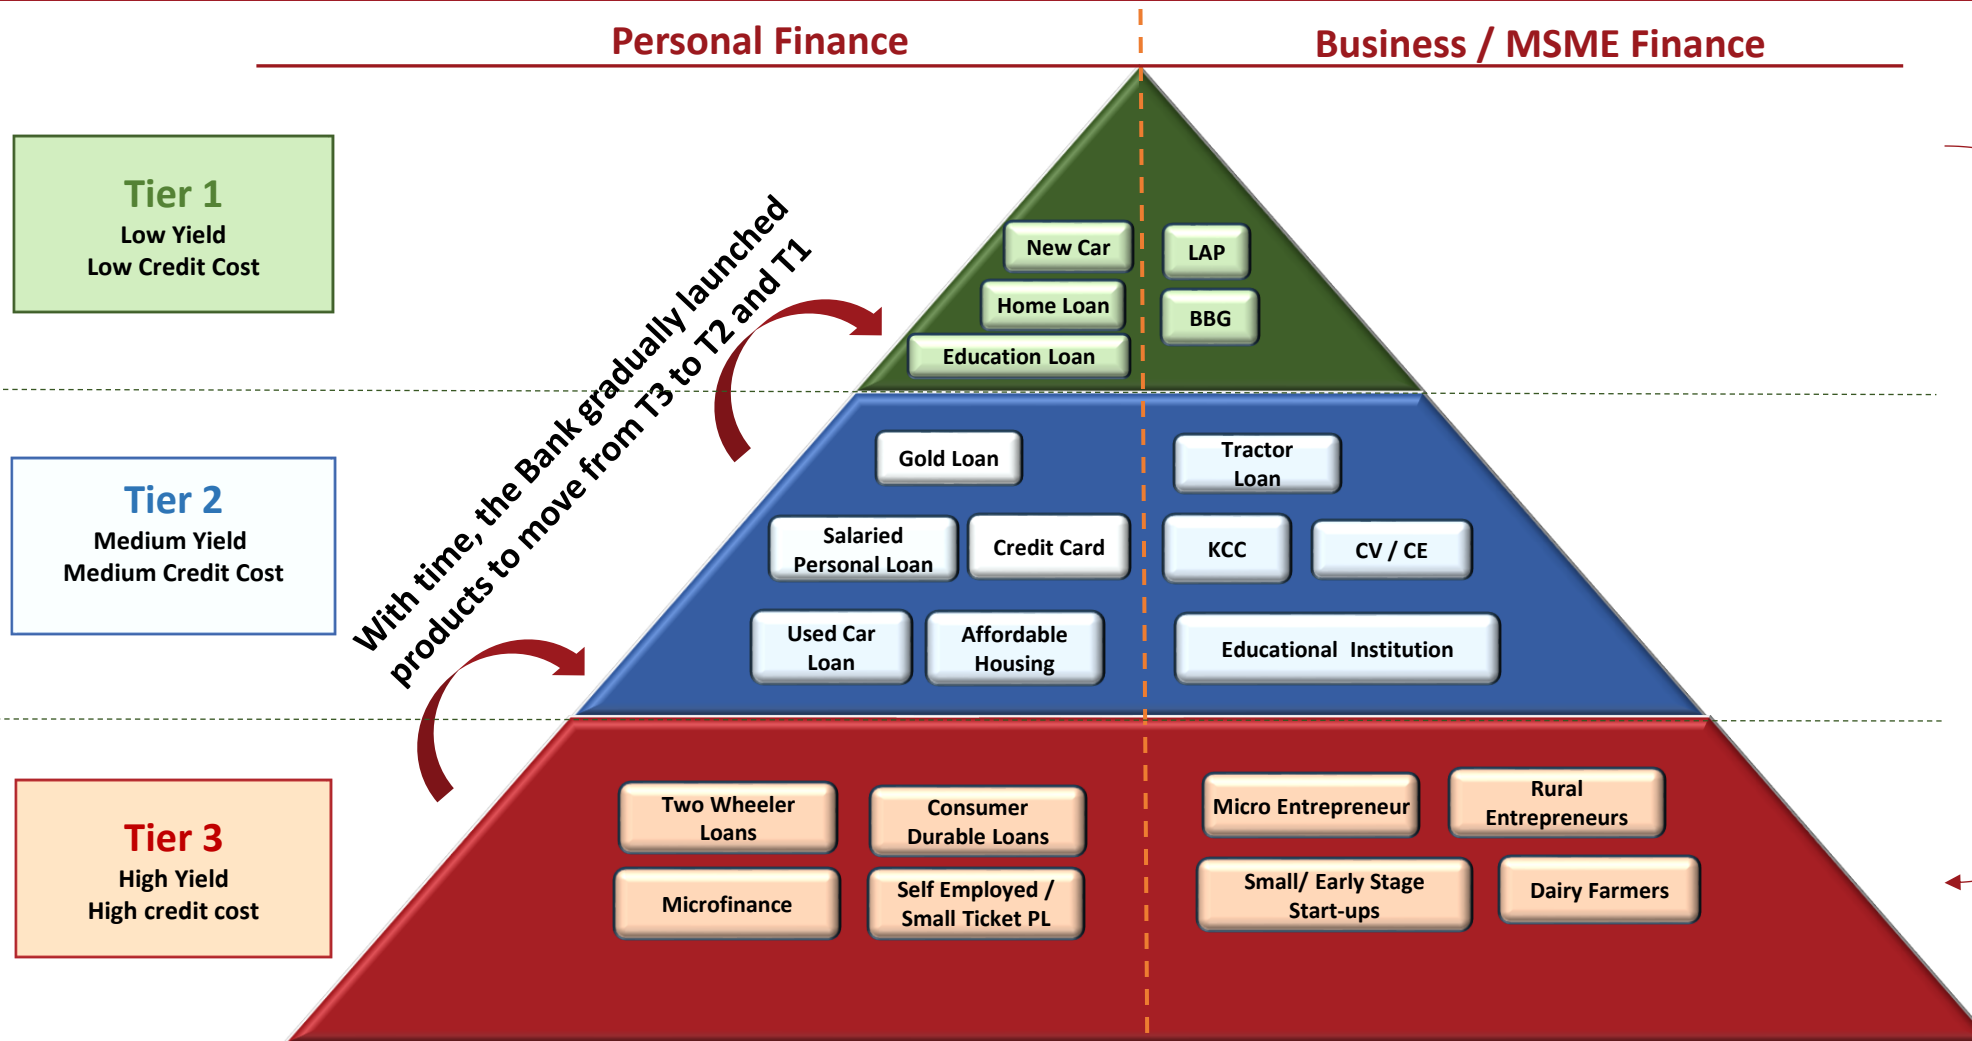 Personal Finance
Business / MSME Finance
Tier 1
Low Yield
Low Credit Cost
With time, the Bank gradually launched
products to move from T3 to T2 and T1
New Car
Home Loan
Education Loan
LAP
BBG
Tier 2
Medium Yield
Medium Credit Cost
Gold Loan
Salaried
Personal Loan
Credit Card
Used Car
Loan
Affordable
Housing
Tractor
Loan
KCC
CV / CE
Educational Institution
Tier 3
High Yield
High credit cost
Two Wheeler
Loans
Consumer
Durable Loans
Microfinance
Self Employed /
Small Ticket PL
Micro Entrepreneur
Rural
Entrepreneurs
Small/ Early Stage
Start-ups
Dairy Farmers